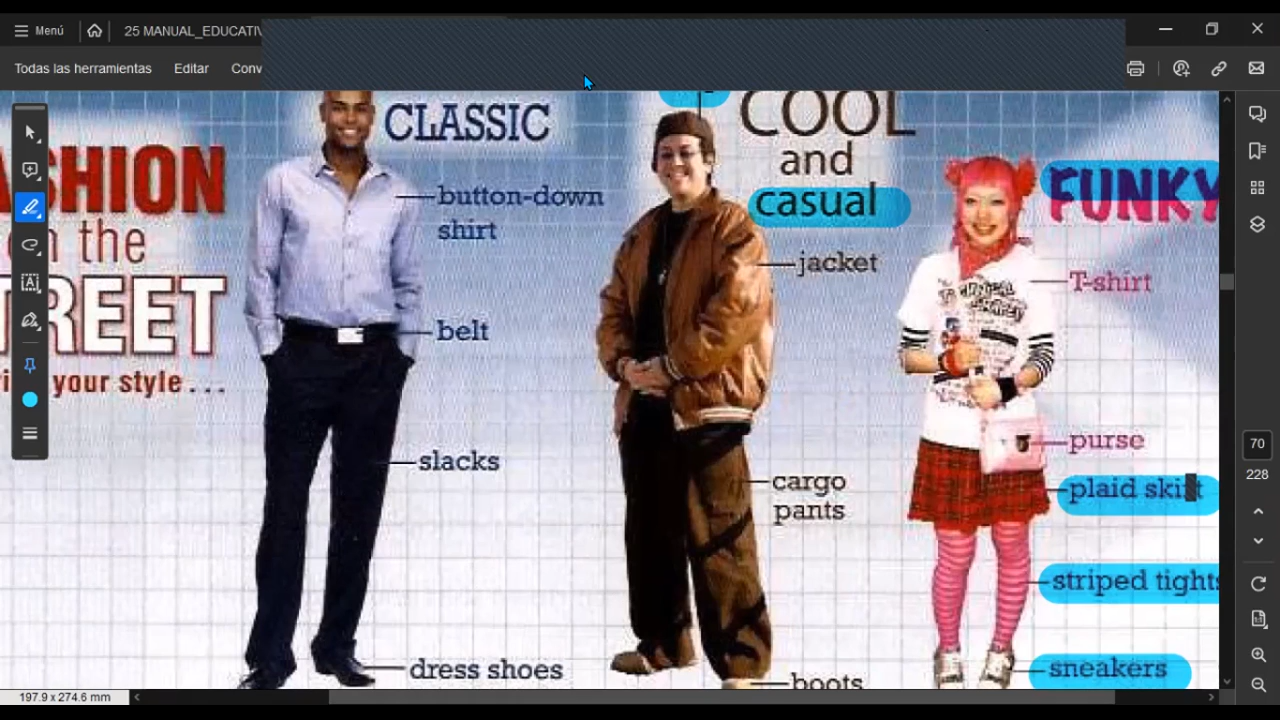 Menú
25 MANUAL_EDUCATIV
Todas las herramientas
Editar
Conv
CLASSIC
button-down
shirt
belt
slacks
dress shoes
COOL
and
casual
jacket
cargo
pants
boots
FUNKY
T-shirt
purse
plaid skirt
striped tights
sneakers
ASHION
n the
TREET
your style . . .
70
228
197.9 x 274.6 mm